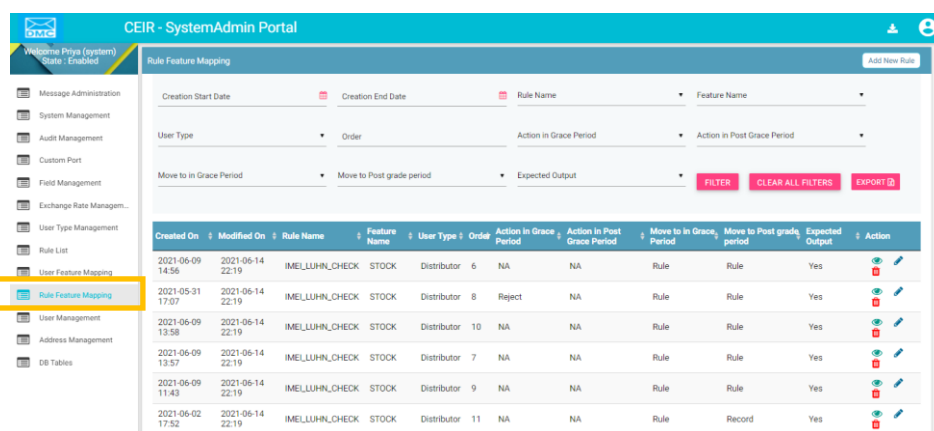 DMC
CEIR - SystemAdmin Portal
Welcome Priya (system)
State : Enabled
Rule Feature Mapping
Add New Rule
Message Administration
System Management
Audit Management
Custom Port
Field Management
Exchange Rate Managem...
User Type Management
Rule List
User Feature Mapping
Rule Feature Mapping
User Management
Address Management
DB Tables
Creation Start Date Creation End Date Rule Name Feature Name
User Type Order Action in Grace Period Action in Post Grace Period
Move to in Grace Period Move to Post grade period Expected Output FILTER CLEAR ALL FILTERS EXPORT
Created On Modified On Rule Name Feature Name User Type Order Action in Grace Period Action in Post Grace Period Move to in Grace Period Move to Post grade period Expected Output Action
2021-06-09 14:56 2021-06-14 22:19 IMEI_LUHN_CHECK STOCK Distributor 6 NA NA Rule Rule Yes
2021-05-31 17:07 2021-06-14 22:19 IMEI_LUHN_CHECK STOCK Distributor 8 Reject NA Rule Rule Yes
2021-06-09 13:58 2021-06-14 22:19 IMEI_LUHN_CHECK STOCK Distributor 10 NA NA Rule Rule Yes
2021-06-09 13:57 2021-06-14 22:19 IMEI_LUHN_CHECK STOCK Distributor 7 NA NA Rule Rule Yes
2021-06-09 11:43 2021-06-14 22:19 IMEI_LUHN_CHECK STOCK Distributor 9 NA NA Rule Rule Yes
2021-06-02 17:52 2021-06-14 22:19 IMEI_LUHN_CHECK STOCK Distributor 11 NA NA Rule Record Yes